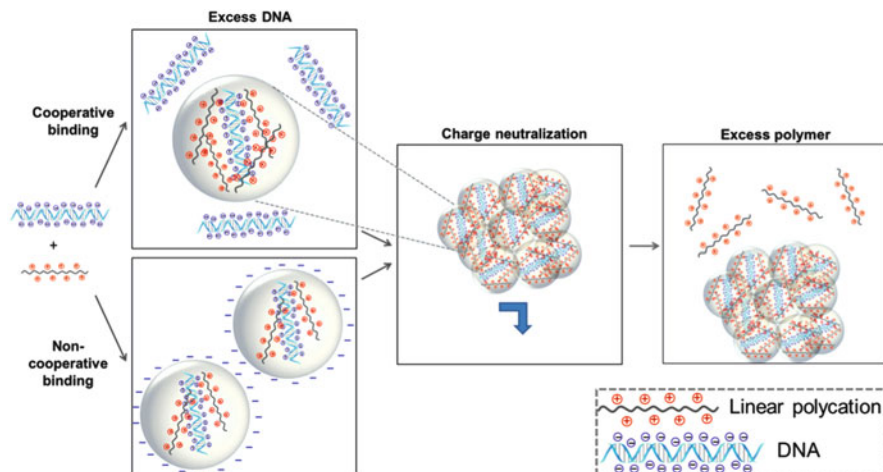 Excess DNA
Cooperative
binding
Charge neutralization
Excess polymer
+
Non-
cooperative
binding
Linear polycation
DNA